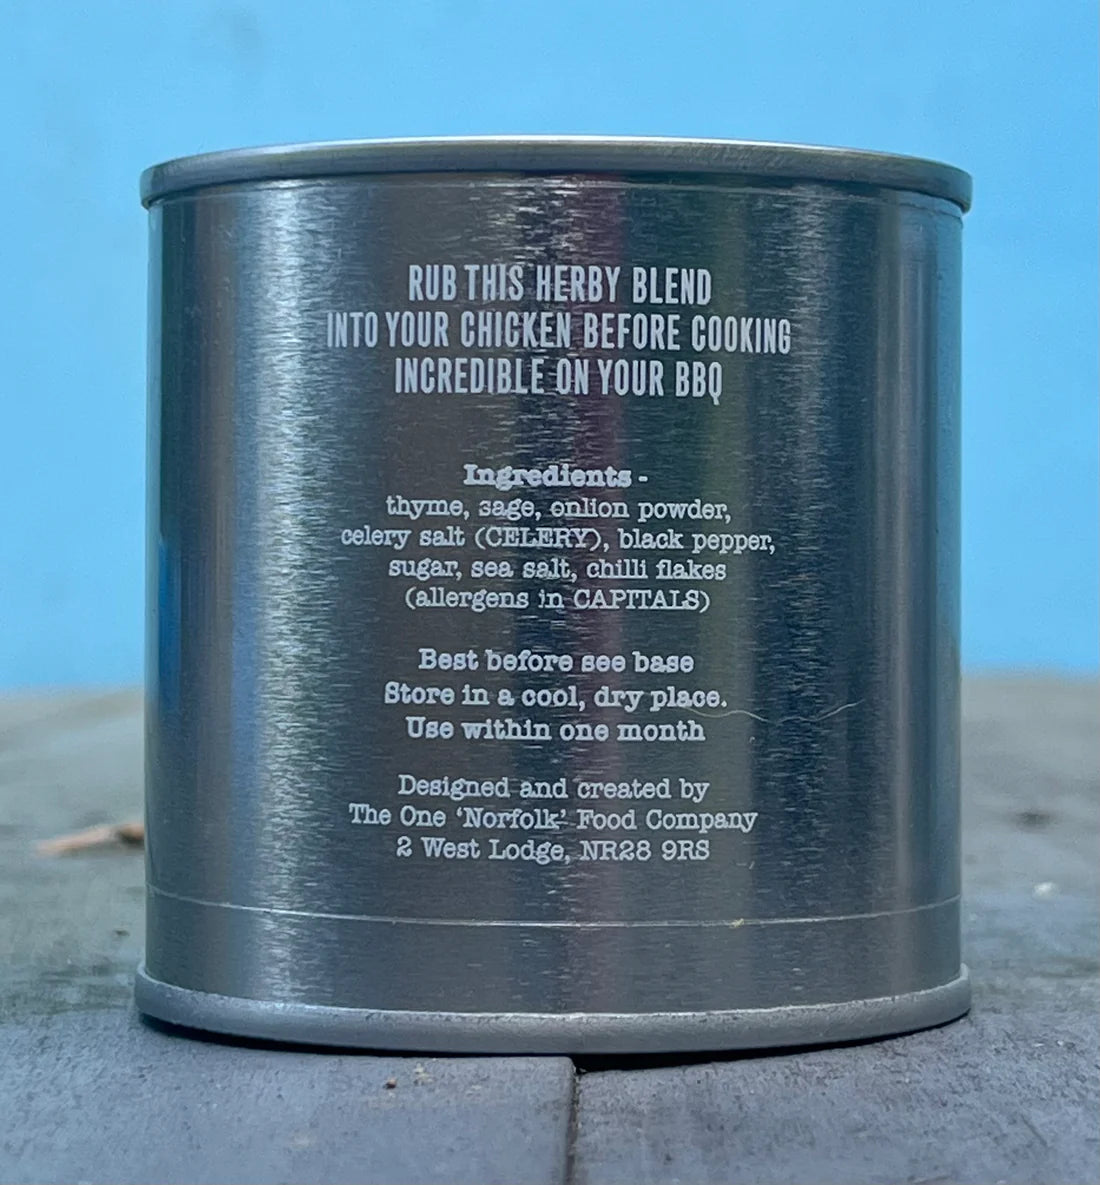 RUB THIS HERBY BLEND
INTO YOUR CHICKEN BEFORE COOKING
INCREDIBLE ON YOUR BBQ
Ingredients -
thyme, sage, onlion powder,
celery salt (CELERY), black pepper,
sugar, sea salt, chilli flakes
(allergens in CAPITALS)
Best before see base
Store in a cool, dry place.
Use within one month
Designed and created by
The One ‘Norfolk’ Food Company
2 West Lodge, NR28 9RS